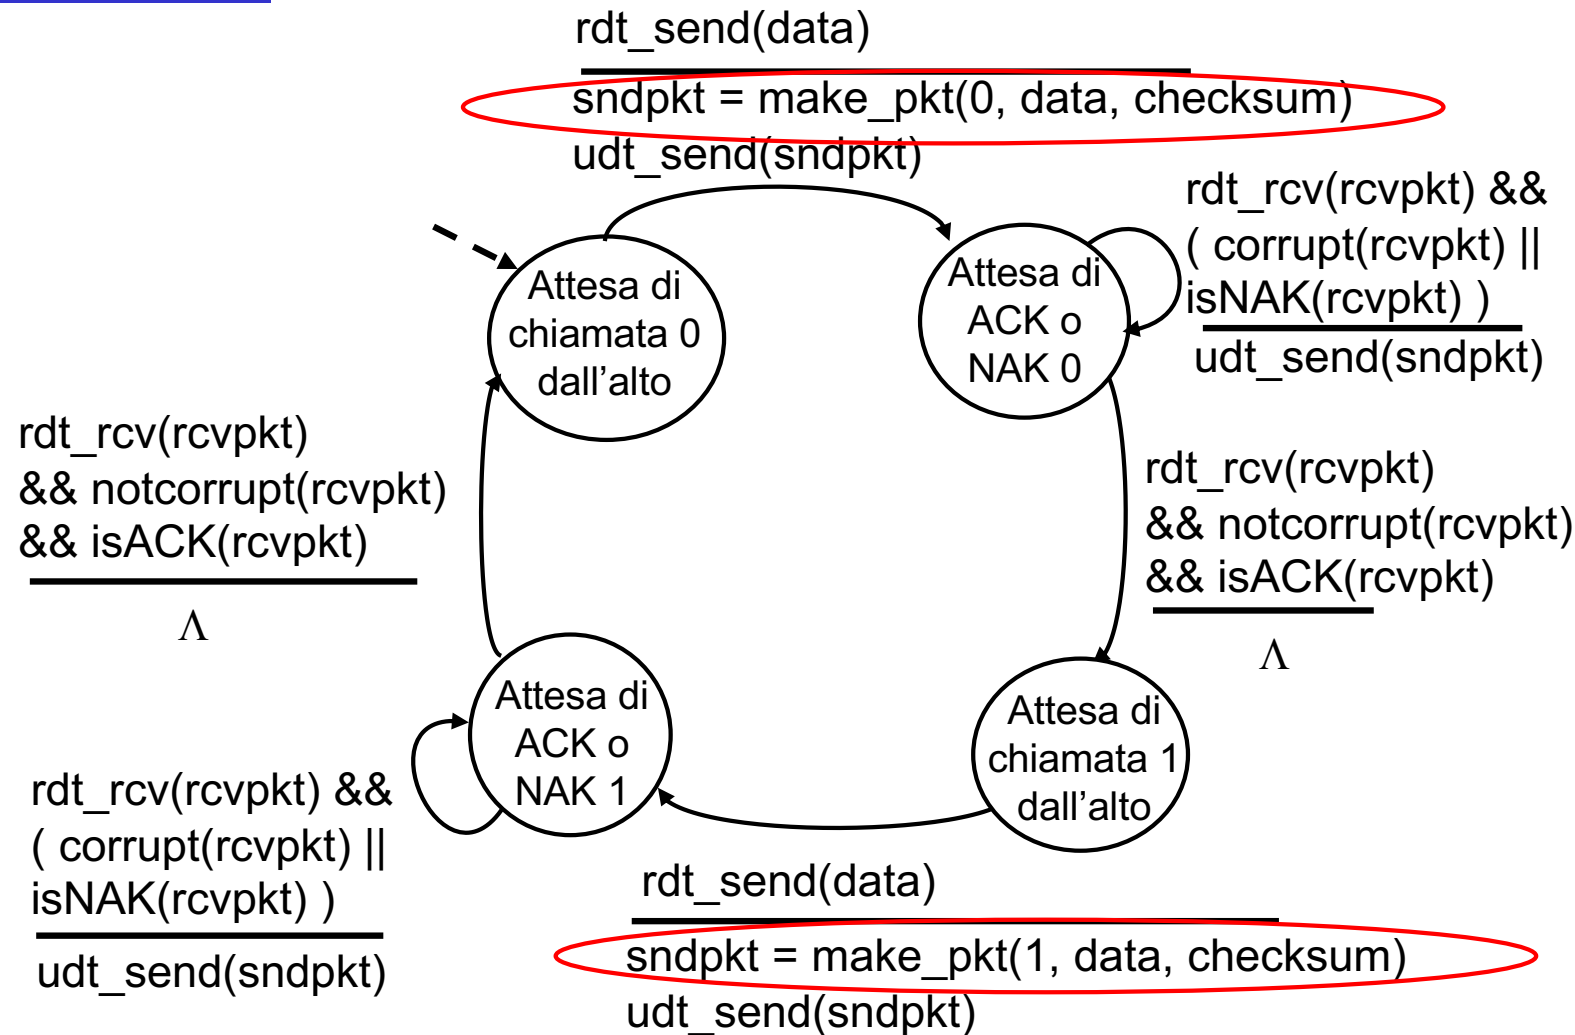 rdt_send(data)
sndpkt = make_pkt(0, data, checksum)
udt_send(sndpkt)
rdt_rcv(rcvpkt) &&
( corrupt(rcvpkt) ||
isNAK(rcvpkt) )
udt_send(sndpkt)
Attesa di
chiamata 0
dall’alto
Attesa di
ACK o
NAK 0
rdt_rcv(rcvpkt)
&& notcorrupt(rcvpkt)
&& isACK(rcvpkt)
Λ
rdt_rcv(rcvpkt)
&& notcorrupt(rcvpkt)
&& isACK(rcvpkt)
Λ
Attesa di
ACK o
NAK 1
Attesa di
chiamata 1
dall’alto
rdt_rcv(rcvpkt) &&
( corrupt(rcvpkt) ||
isNAK(rcvpkt) )
udt_send(sndpkt)
rdt_send(data)
sndpkt = make_pkt(1, data, checksum)
udt_send(sndpkt)